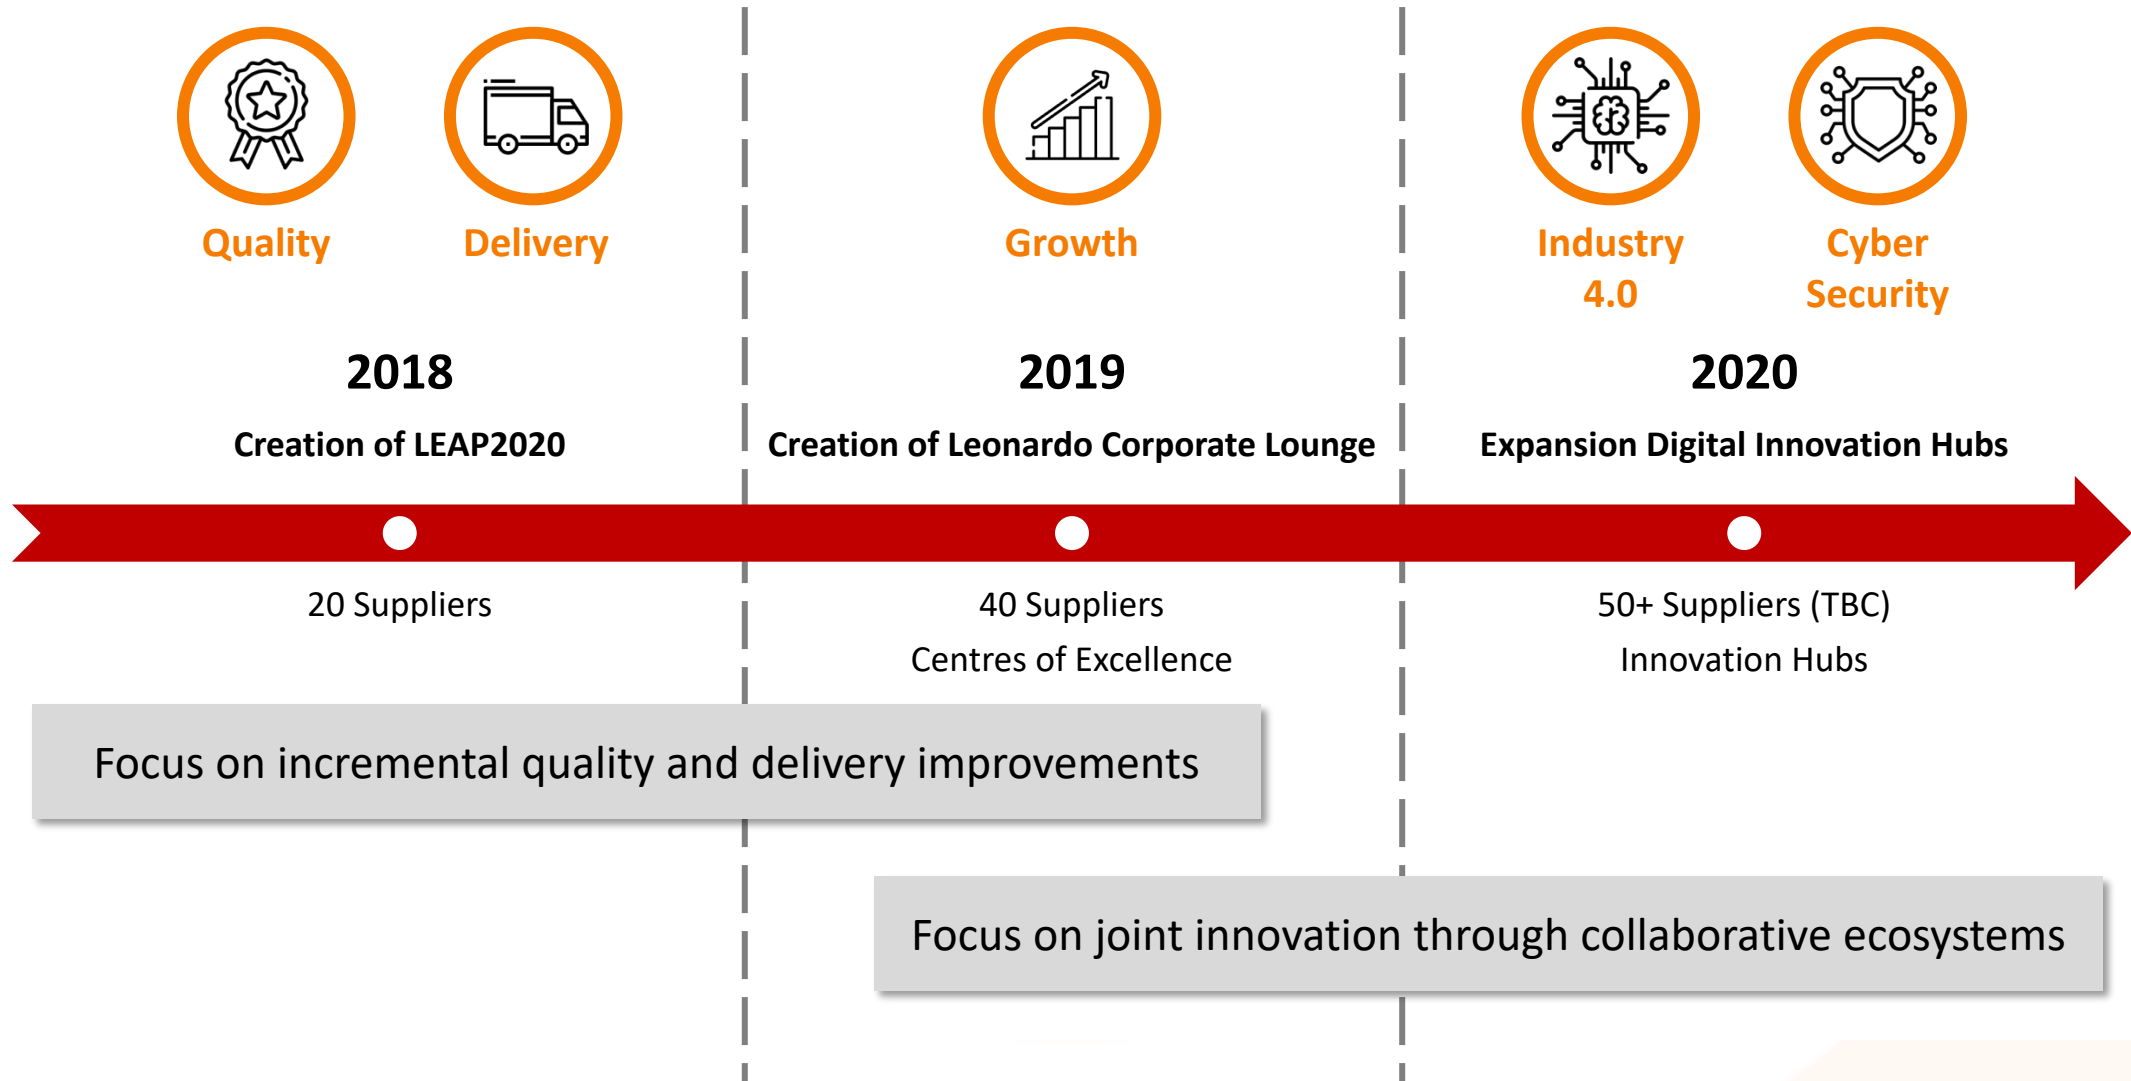 Quality
Delivery
Growth
Industry
4.0
Cyber
Security
2018
2019
2020
Creation of LEAP2020
Creation of Leonardo Corporate Lounge
Expansion Digital Innovation Hubs
20 Suppliers
40 Suppliers
Centres of Excellence
50+ Suppliers (TBC)
Innovation Hubs
Focus on incremental quality and delivery improvements
Focus on joint innovation through collaborative ecosystems